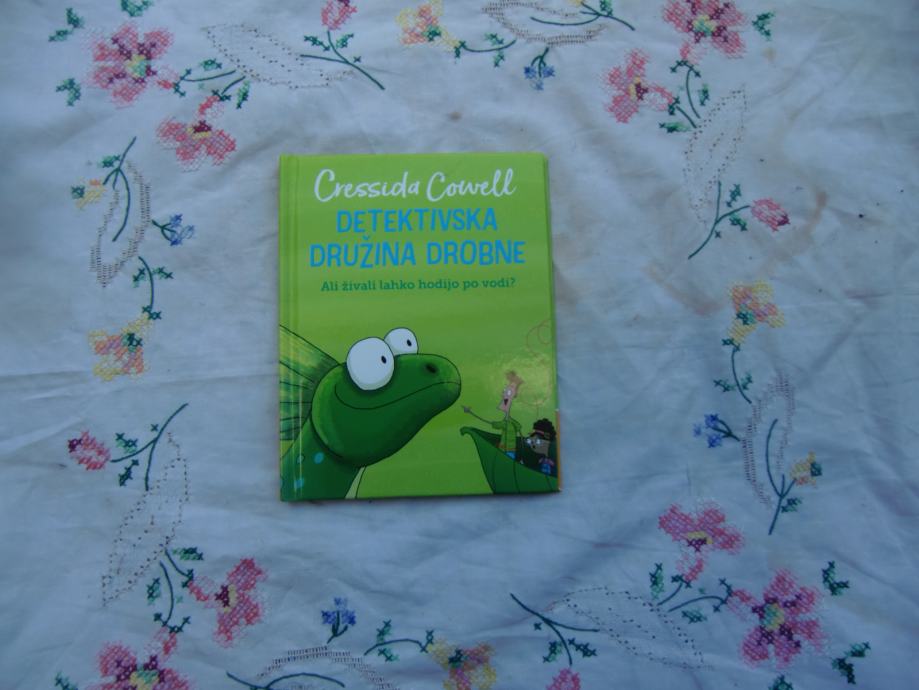 Cressida Cowell
DETEKTIVSKA
DRUŽINA DROBNE
Ali živali lahko hodijo po vodi?